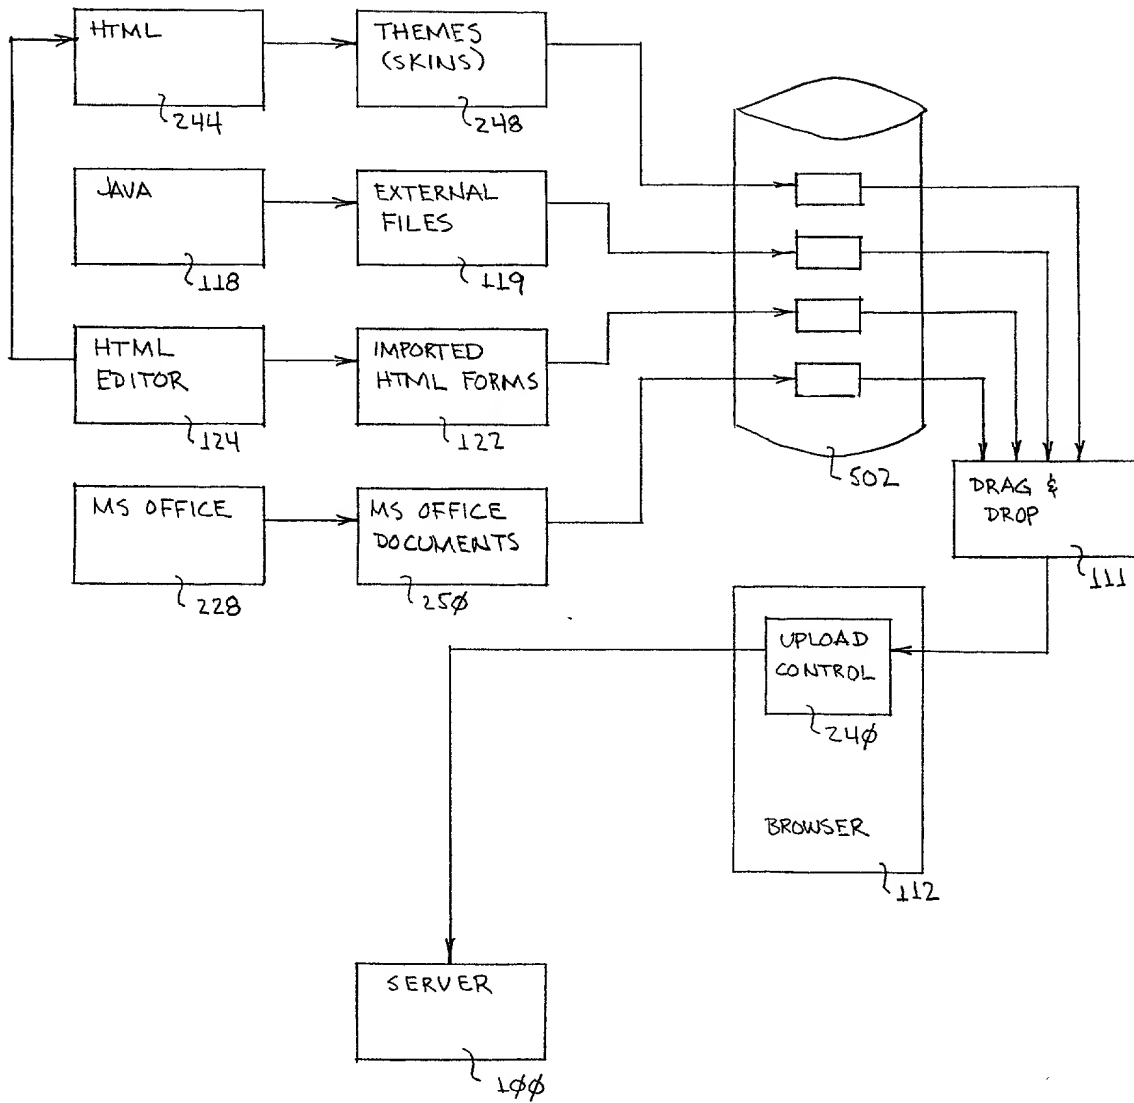 HTML
244
THEMES
(SKINS)
248
JAVA
118
EXTERNAL
FILES
119
HTML
EDITOR
124
IMPORTED
HTML FORMS
122
MS OFFICE
228
MS OFFICE
DOCUMENTS
250
502
DRAG &
DROP
111
UPLOAD
CONTROL
240
BROWSER
112
SERVER
100